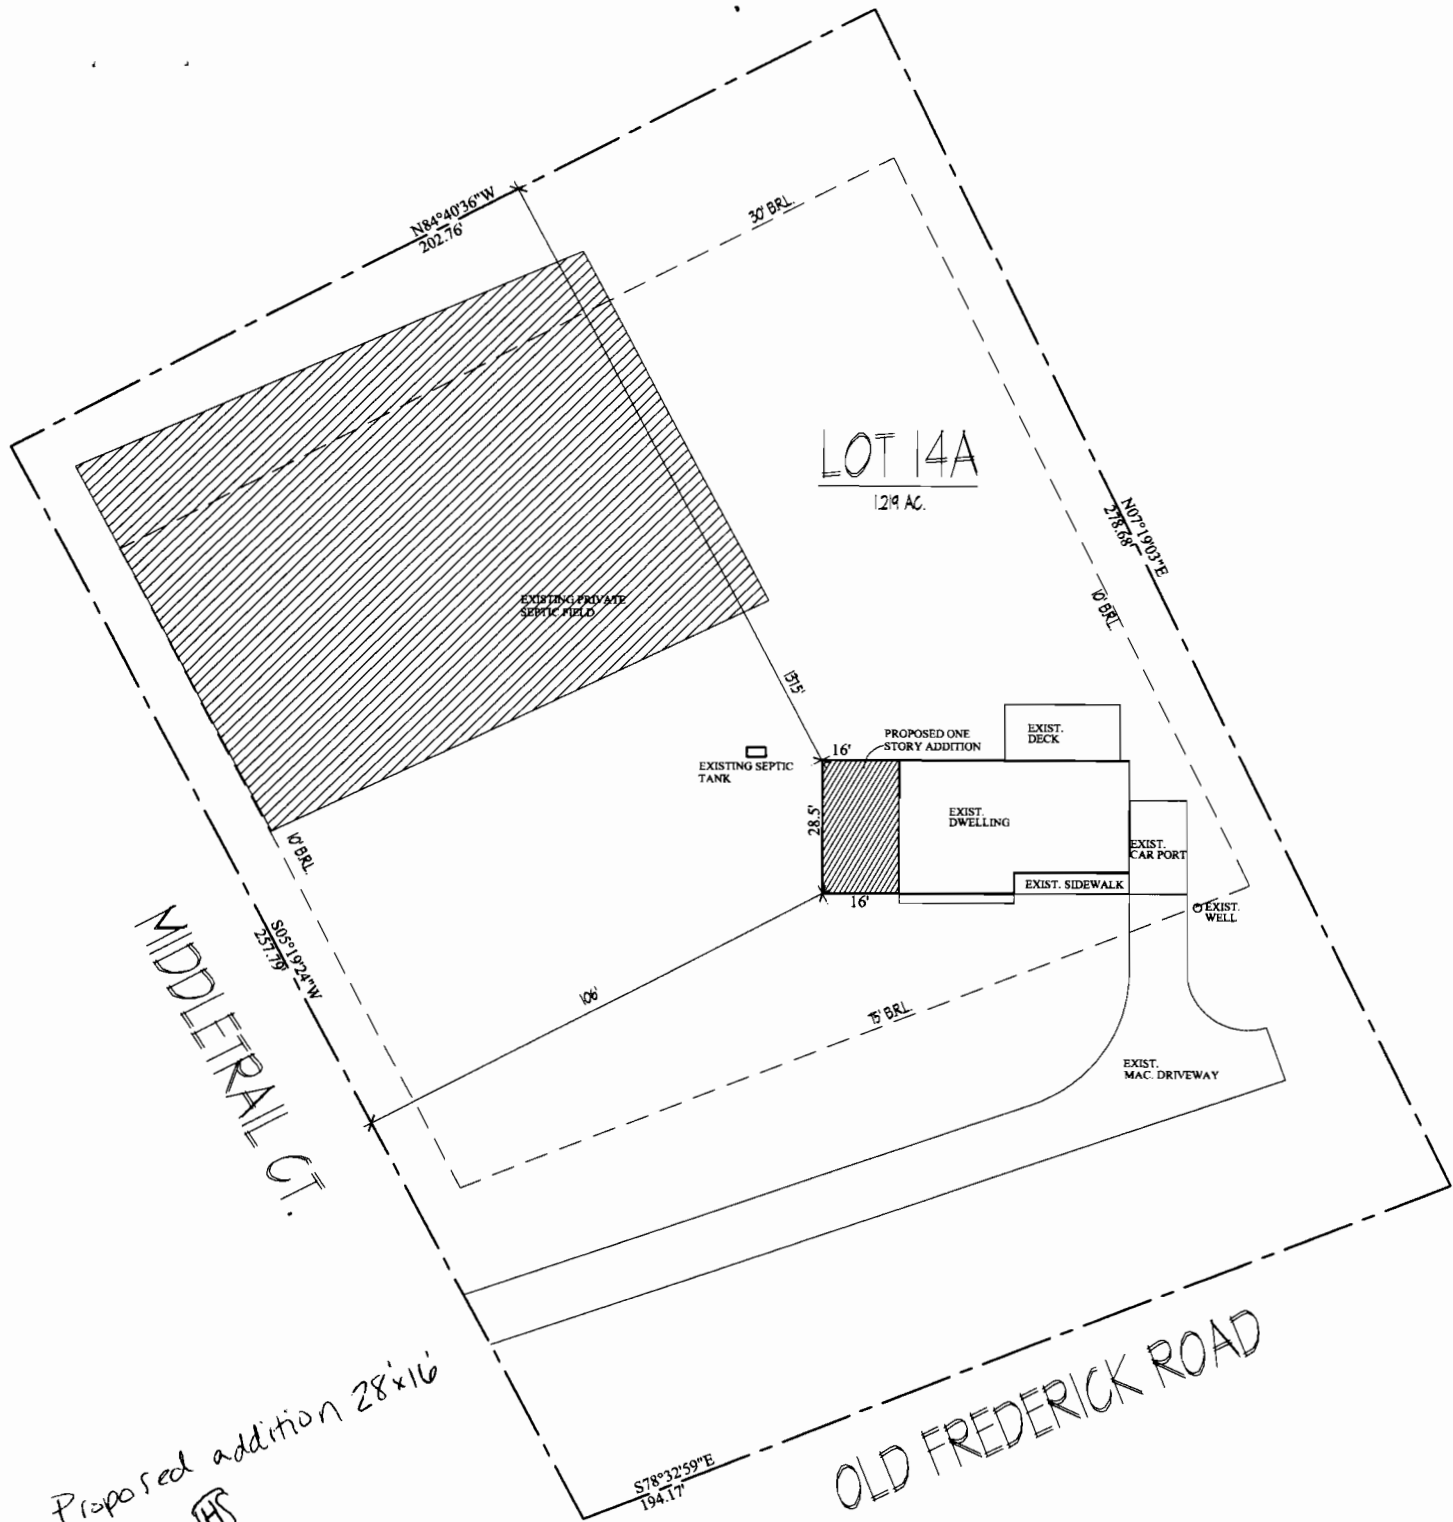 N84°40'36"W
202.76'
30' BRL.
LOT 14A
1.219 AC.
N07°19'03"E
278.68'
10' BRL.
EXISTING PRIVATE
SEPTIC FIELD
137.5'
EXIST.
DECK
PROPOSED ONE
STORY ADDITION
16'
EXISTING SEPTIC
TANK
28.5'
EXIST.
DWELLING
EXIST.
CAR PORT
EXIST. SIDEWALK
16'
EXIST.
WELL
10' BRL.
MIDDLETRAIL CT.
S05°19'24"W
257.79'
106'
75' BRL.
EXIST.
MAC. DRIVEWAY
OLD FREDERICK ROAD
S78°32'59"E
194.17'
Proposed addition 28'x16'